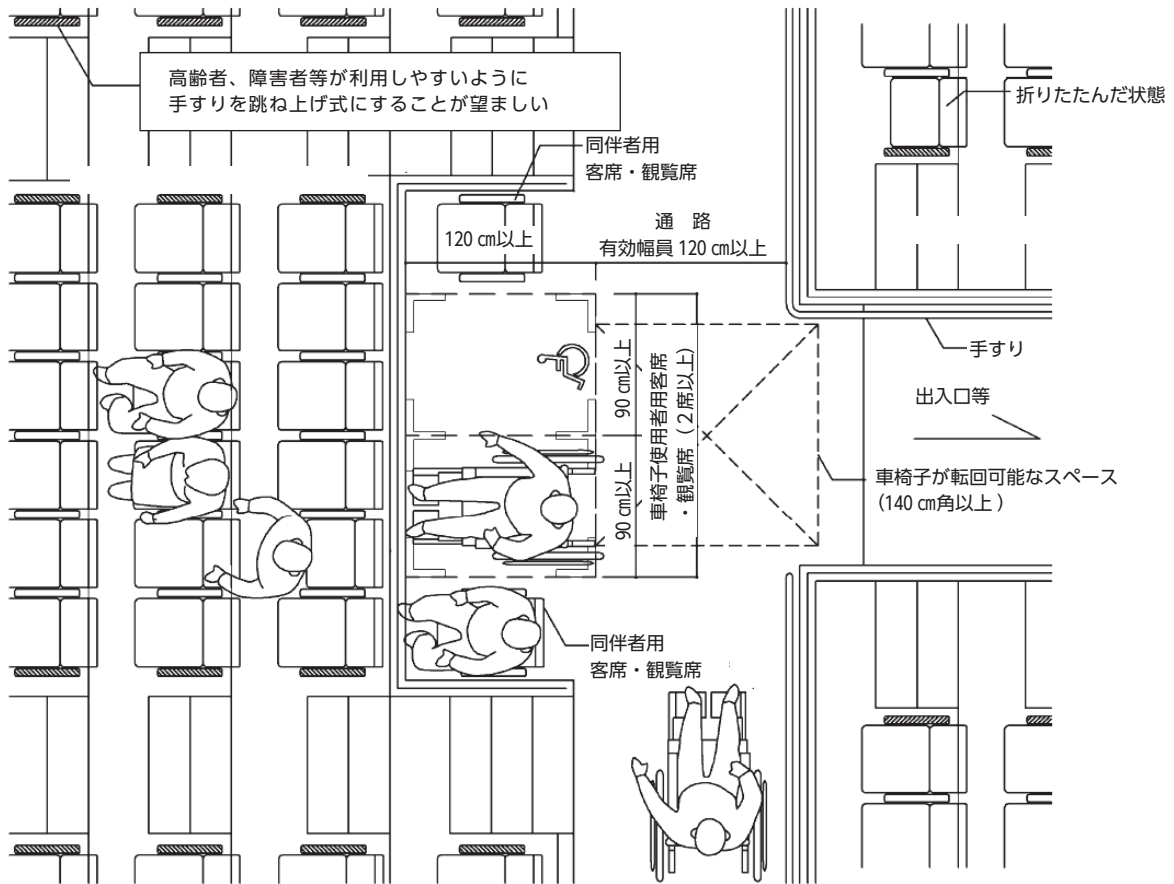 高齢者、障害者等が利用しやすいように
手すりを跳ね上げ式にすることが望ましい
折りたたんだ状態
同伴者用
客席・観覧席
120 ㎝以上
通 路
有効幅員 120 ㎝以上
手すり
90 ㎝以上
90 ㎝以上
車椅子使用者用客席
・観覧席(2席以上)
出入口等
車椅子が転回可能なスペース
(140 ㎝角以上 )
同伴者用
客席・観覧席